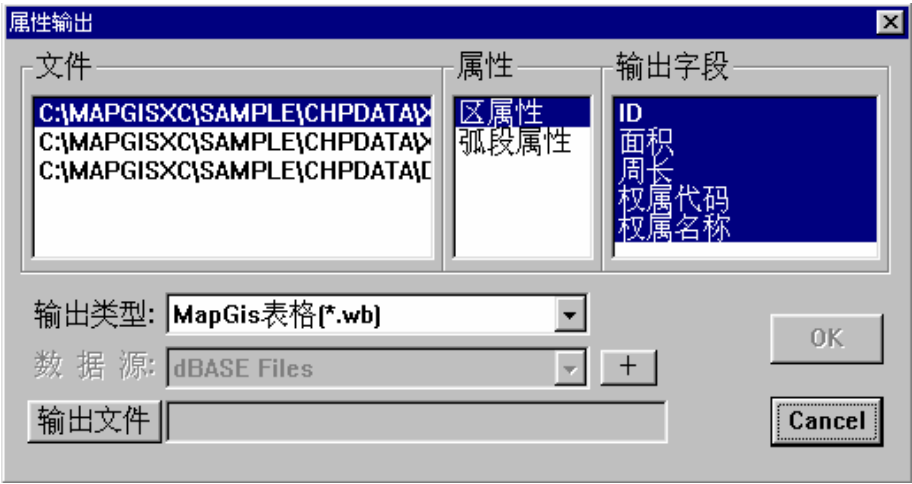 属性输出
文件
属性
输出字段
C:\MAPGISXC\SAMPLE\CHPDATA\X
C:\MAPGISXC\SAMPLE\CHPDATA\X
C:\MAPGISXC\SAMPLE\CHPDATA\D
区属性
弧段属性
ID
面积
周长
权属代码
权属名称
输出类型: MapGis表格(*.wb)
数 据 源: dBASE Files +
OK
输出文件
Cancel